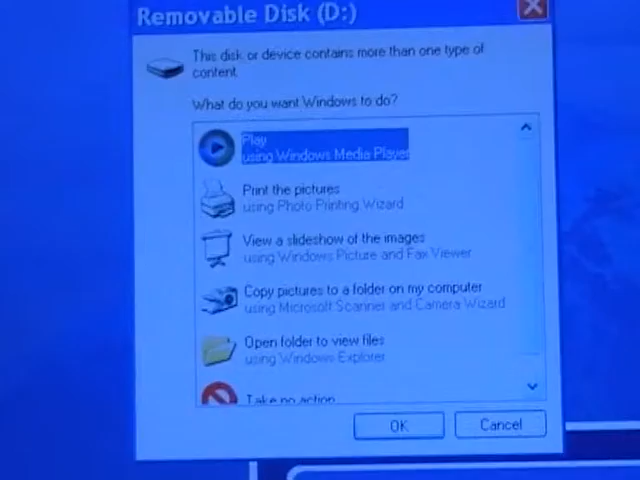 Removable Disk (D:)
This disk or device contains more than one type of
content.
What do you want Windows to do?
Play
using Windows Media Player
Print the pictures
using Photo Printing Wizard
View a slideshow of the images
using Windows Picture and Fax Viewer
Copy pictures to a folder on my computer
using Microsoft Scanner and Camera Wizard
Open folder to view files
using Windows Explorer
Take no action
OK
Cancel